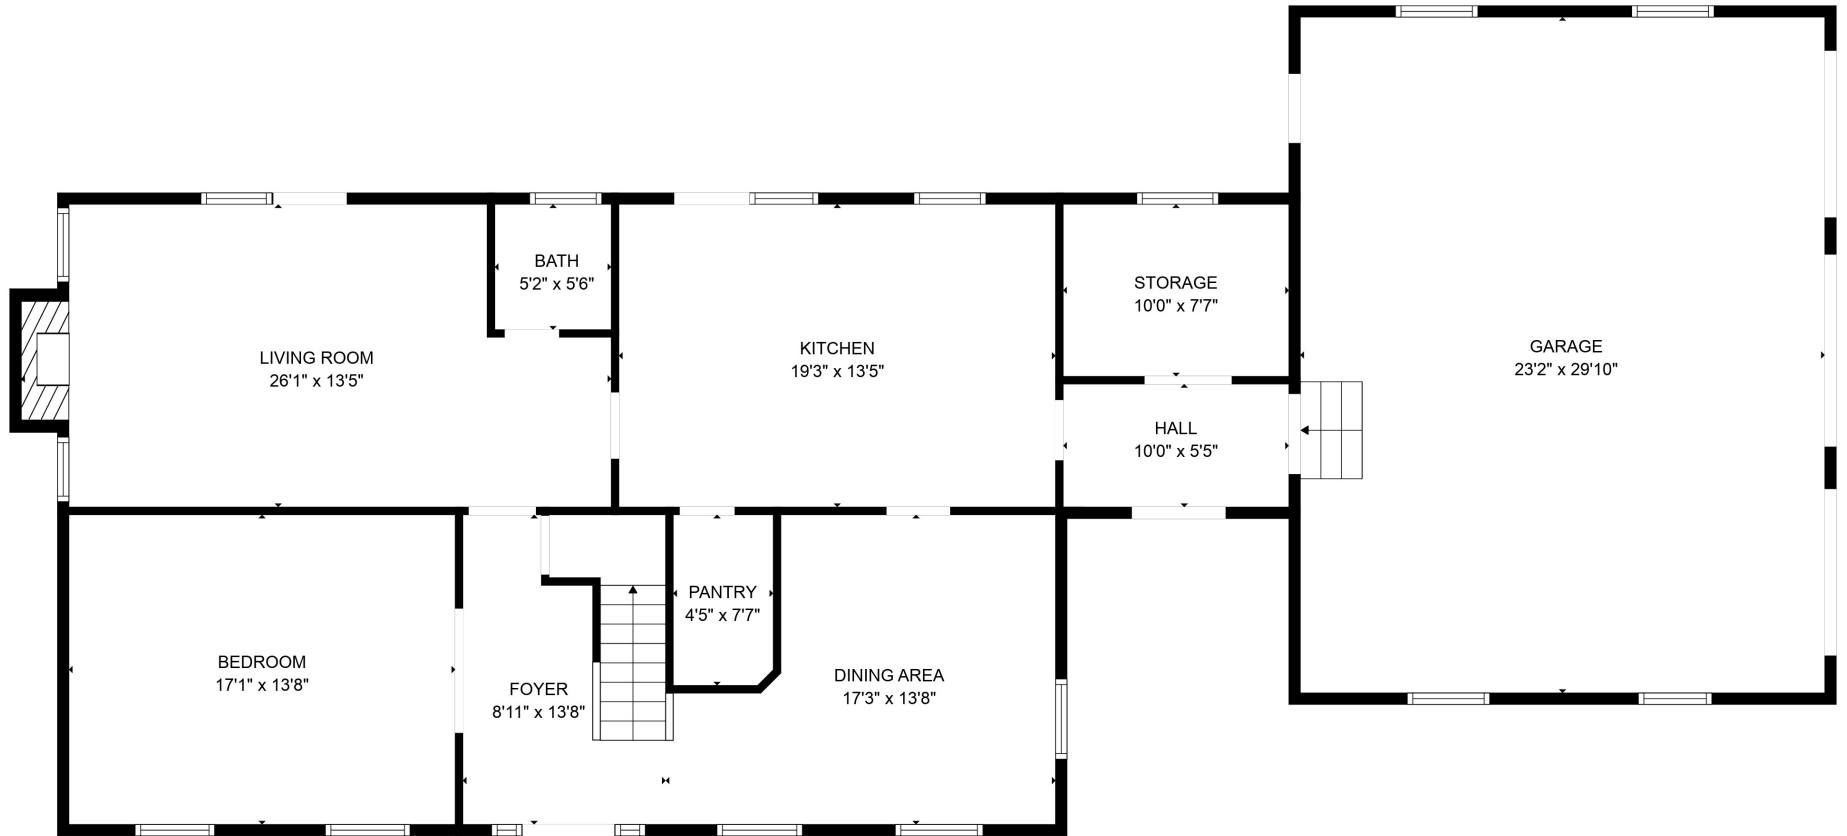 LIVING ROOM
26'1" x 13'5"
BATH
5'2" x 5'6"
KITCHEN
19'3" x 13'5"
STORAGE
10'0" x 7'7"
HALL
10'0" x 5'5"
GARAGE
23'2" x 29'10"
BEDROOM
17'1" x 13'8"
FOYER
8'11" x 13'8"
PANTRY
4'5" x 7'7"
DINING AREA
17'3" x 13'8"